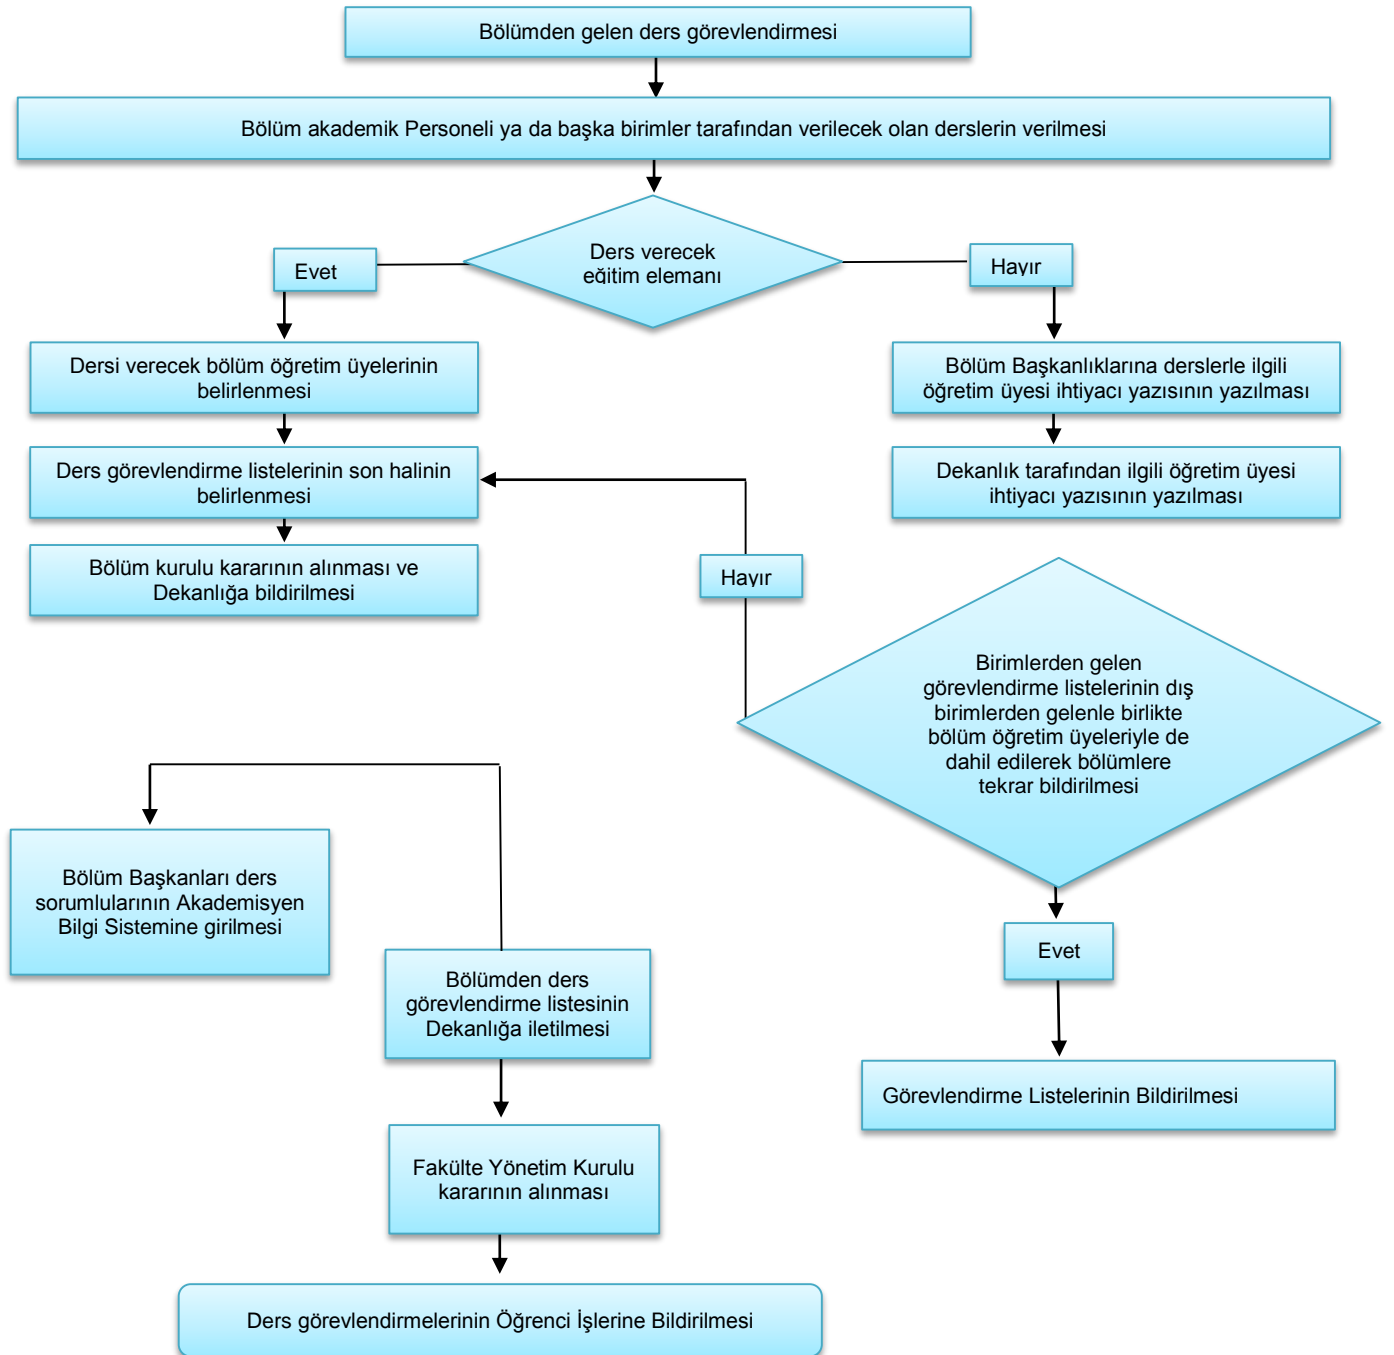 Bölümden gelen ders görevlendirmesi
Bölüm akademik Personeli ya da başka birimler tarafından verilecek olan derslerin verilmesi
Ders verecek
eğitim elemanı
Evet
Hayır
Dersi verecek bölüm öğretim üyelerinin
belirlenmesi
Bölüm Başkanlıklarına derslerle ilgili
öğretim üyesi ihtiyacı yazısının yazılması
Ders görevlendirme listelerinin son halinin
belirlenmesi
Dekanlık tarafından ilgili öğretim üyesi
ihtiyacı yazısının yazılması
Bölüm kurulu kararının alınması ve
Dekanlığa bildirilmesi
Hayır
Birimlerden gelen
görevlendirme listelerinin dış
birimlerden gelenle birlikte
bölüm öğretim üyeleriyle de
dahil edilerek bölümlere
tekrar bildirilmesi
Bölüm Başkanları ders
sorumlularının Akademisyen
Bilgi Sistemine girilmesi
Evet
Bölümden ders
görevlendirme listesinin
Dekanlığa iletilmesi
Görevlendirme Listelerinin Bildirilmesi
Fakülte Yönetim Kurulu
kararının alınması
Ders görevlendirmelerinin Öğrenci İşlerine Bildirilmesi